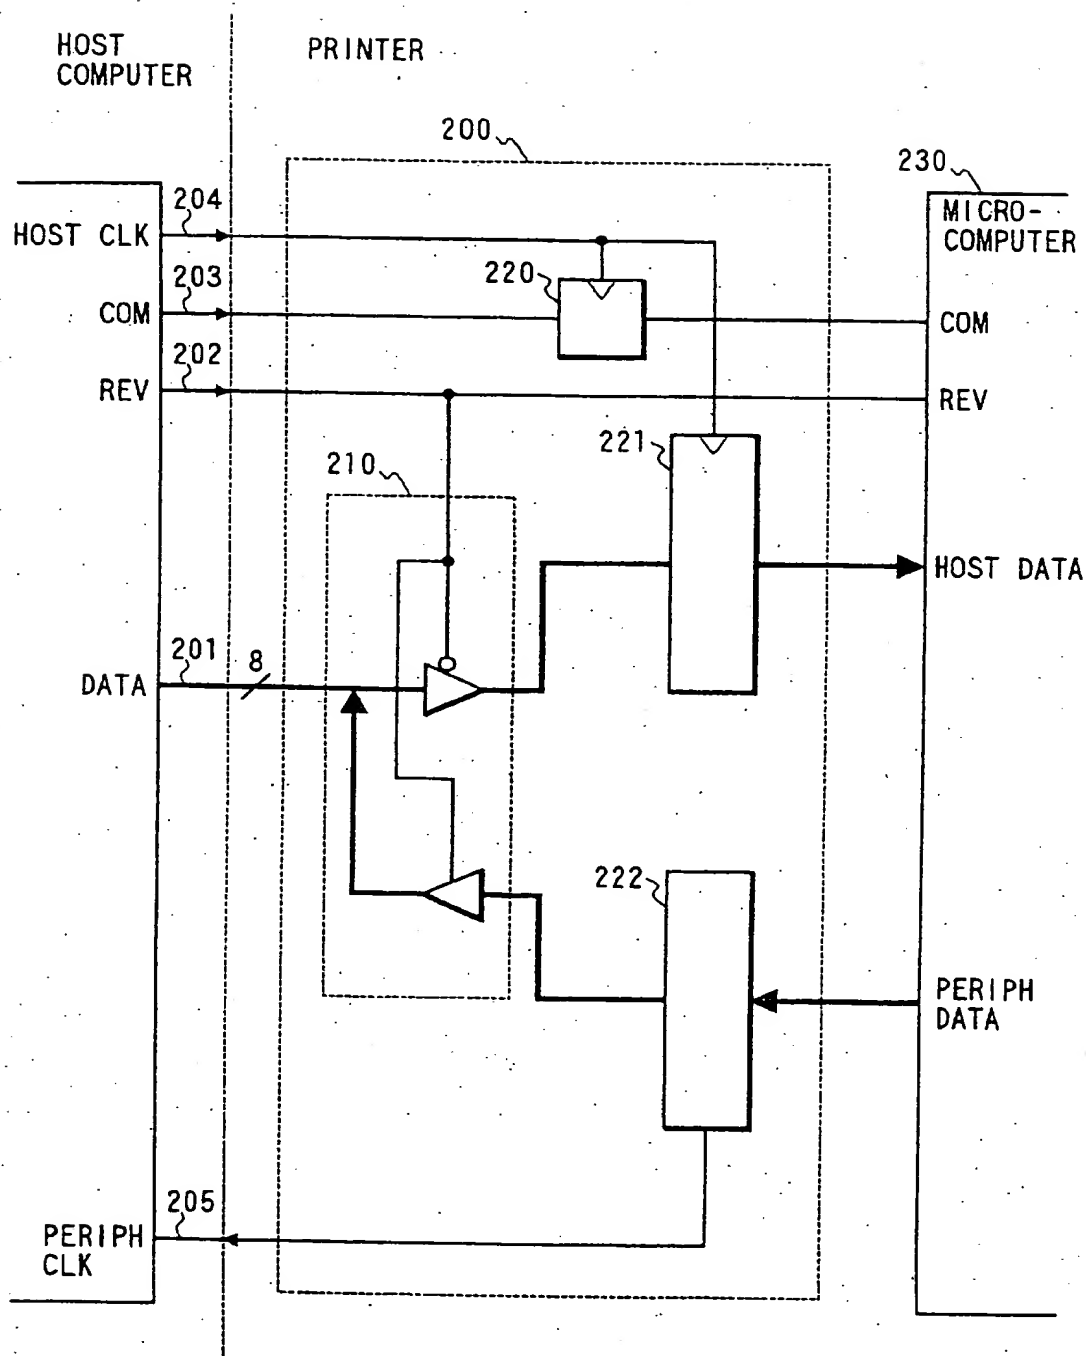 HOST
COMPUTER
PRINTER
200
230
204
MICRO-
COMPUTER
HOST CLK
220
203
COM
COM
202
REV
REV
221
210
HOST DATA
201
8
DATA
222
PERIPH
DATA
205
PERIPH
CLK